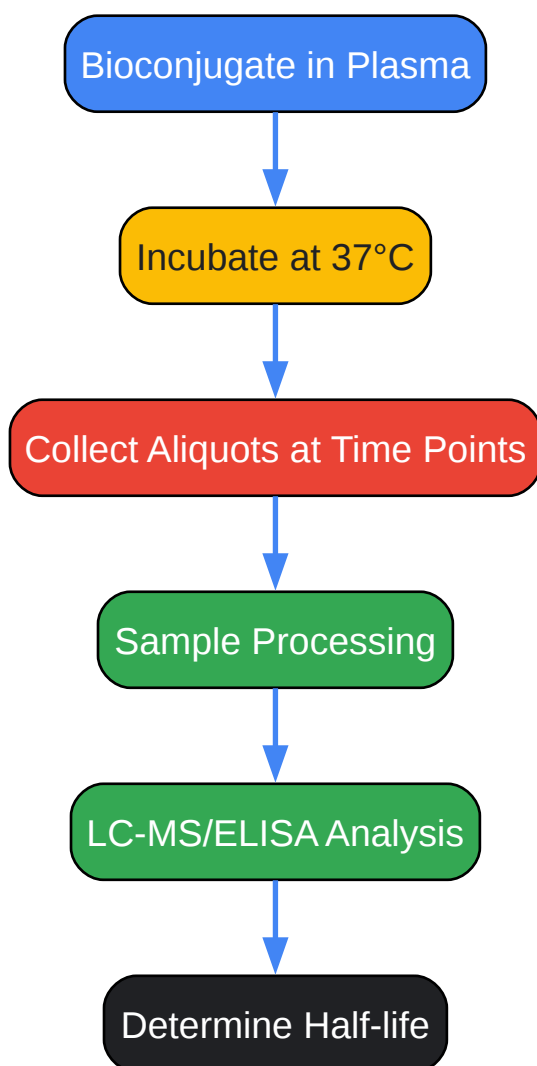 Bioconjugate in Plasma
Incubate at 37°C
Collect Aliquots at Time Points
Sample Processing
LC-MS/ELISA Analysis
Determine Half-life